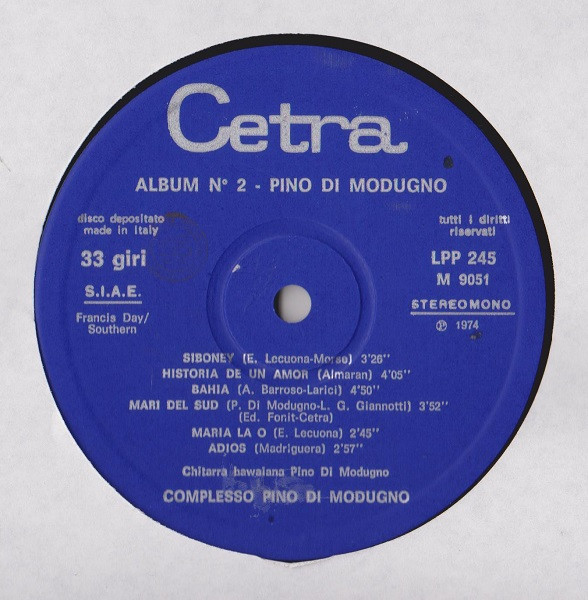 Cetra
ALBUM N° 2 - PINO DI MODUGNO
disco depositato
made in Italy
tutti i diritti
riservati
33 giri
LPP 245
M 9051
S.I.A.E.
STEREOMONO
Francis Day/
Southern
℗ 1974
SIBONEY (E. Lecuona-Morse) 3'26''
HISTORIA DE UN AMOR (Almaran) 4'05''
BAHIA (A. Barroso-Larici) 4'50''
MARI DEL SUD (P. Di Modugno-L. G. Giannotti) 3'52''
(Ed. Fonit-Cetra)
MARIA LA O (E. Lecuona) 2'45''
ADIOS (Madriguera) 2'57''
Chitarra hawaiana Pino Di Modugno
COMPLESSO PINO DI MODUGNO